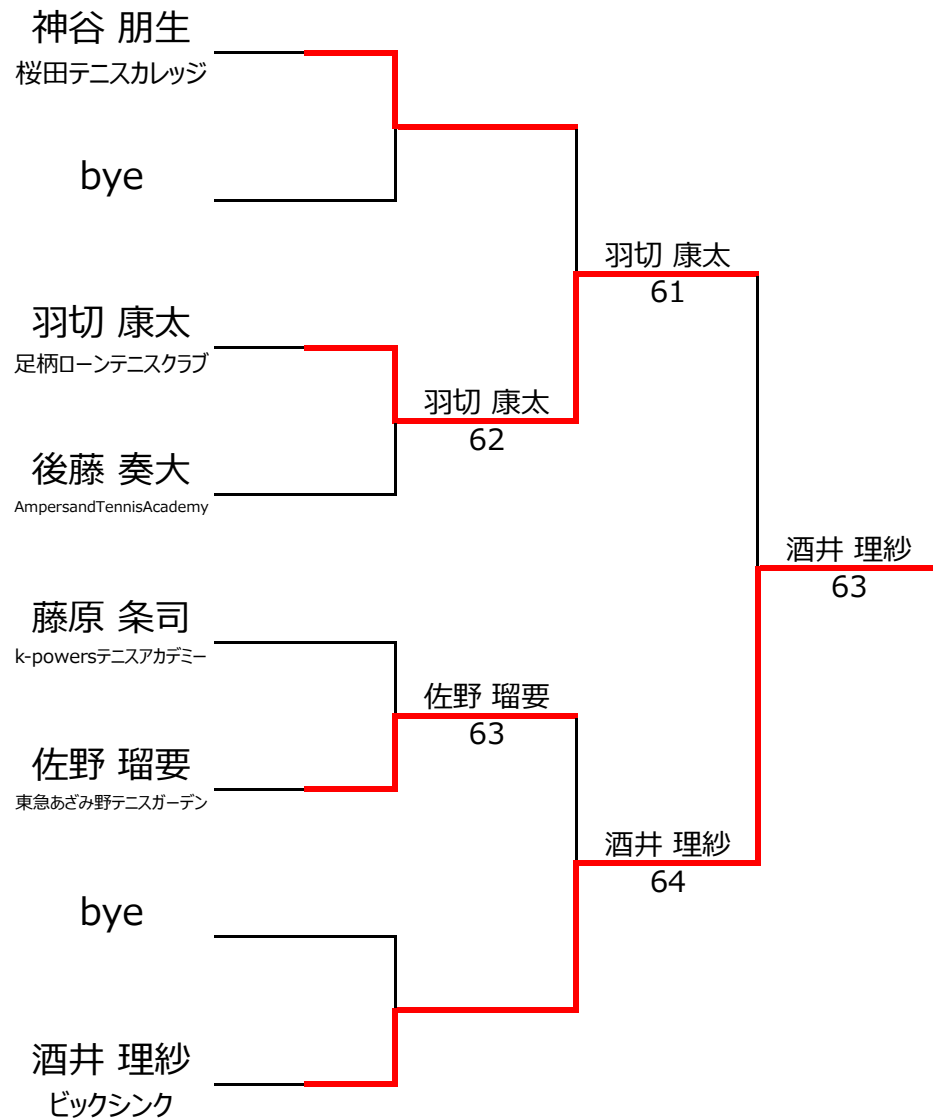 神谷 朋生
桜田テニスカレッジ
bye
羽切 康太
61
羽切 康太
足柄ローンテニスクラブ
羽切 康太
62
後藤 奏大
AmpersandTennisAcademy
酒井 理紗
63
藤原 条司
k-powersテニスアカデミー
佐野 瑠要
63
佐野 瑠要
東急あざみ野テニスガーデン
酒井 理紗
64
bye
酒井 理紗
ビックシンク